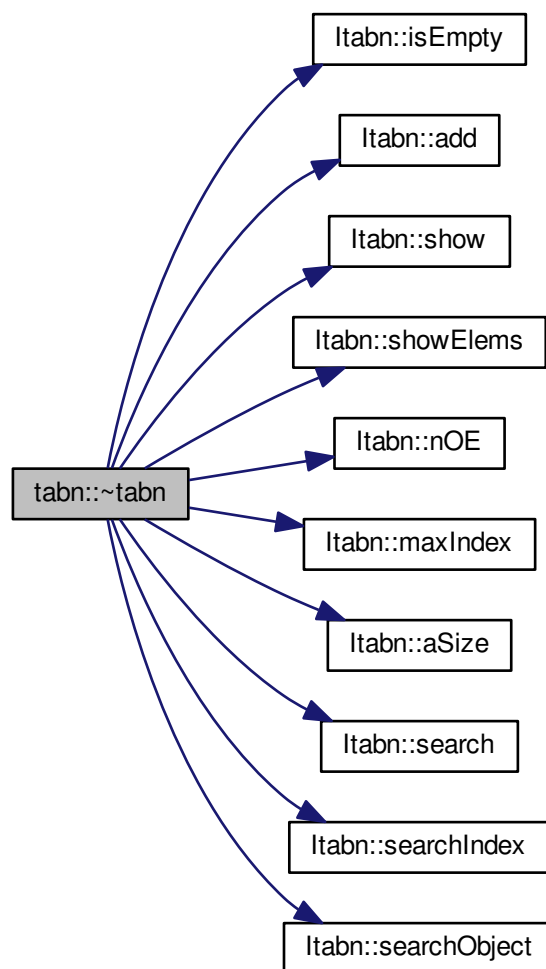 Itabn::isEmpty
Itabn::add
Itabn::show
Itabn::showElems
tabn::~tabn
Itabn::nOE
Itabn::maxIndex
Itabn::aSize
Itabn::search
Itabn::searchIndex
Itabn::searchObject